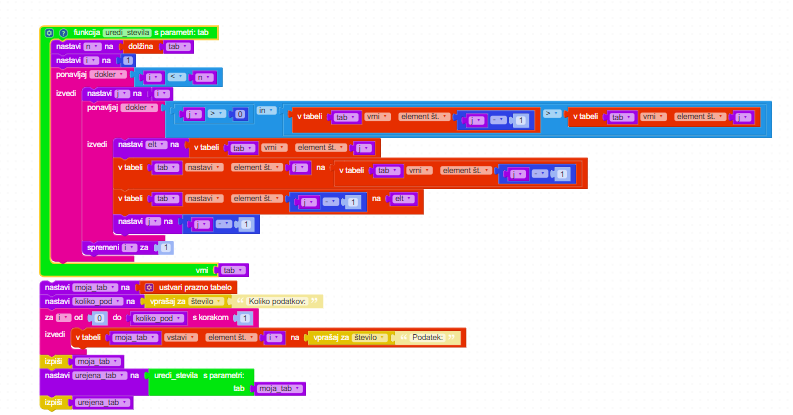 ? funkcija uredi_stevila s parametri: tab
nastavi n na dolžina tab
nastavi i na 1
ponavljaj dokler i < n
izvedi nastavi j na i
ponavljaj dokler j > 0 in v tabeli tab vrni element št. j - 1 > v tabeli tab vrni element št. j
izvedi nastavi elt na v tabeli tab vrni element št. j
v tabeli tab nastavi element št. j na v tabeli tab vrni element št. j - 1
v tabeli tab nastavi element št. j - 1 na elt
nastavi j na j - 1
spremeni i za 1
vrni tab
nastavi moja_tab na ustvari prazno tabelo
nastavi koliko_pod na vprašaj za število “ Koliko podatkov: ”
za i od 0 do koliko_pod s korakom 1
izvedi v tabeli moja_tab vstavi element št. i na vprašaj za število “ Podatek: ”
izpiši moja_tab
nastavi urejena_tab na uredi_stevila s parametri:
tab moja_tab
izpiši urejena_tab